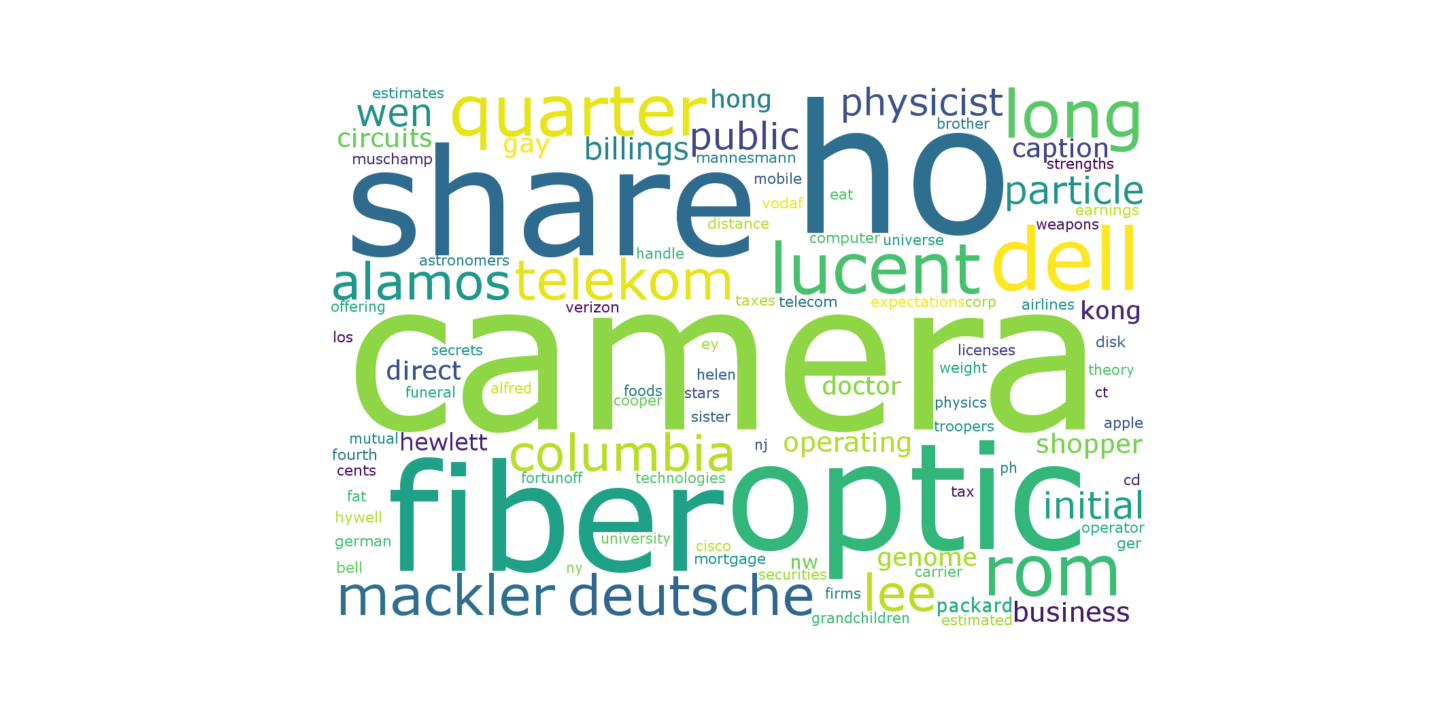 estimates
wen
quarter
hong
physicist
long
circuits
gay
billings
public
brother
muschamp
mannesmann
caption
strengths
share
ho
mobile
eat
particle
vodaf
earnings
distance
weapons
computer
universe
astronomers
handle
lucent
dell
alamos
telekom
offering
verizon
taxes
telecom
expectations
corp
airlines
kong
los
camera
secrets
ey
licenses
disk
direct
helen
weight
theory
funeral
alfred
foods
cooper
stars
doctor
ct
physics
sister
troopers
apple
mutual
hewlett
columbia
nj
operating
shopper
fourth
cents
fiber
optic
fortunoff
technologies
ph
cd
fat
tax
initial
hywell
operator
german
university
cisco
ger
bell
ny
mortgage
nw
genome
rom
securities
carrier
mackler
deutsche
firms
lee
packard
business
grandchildren
estimated